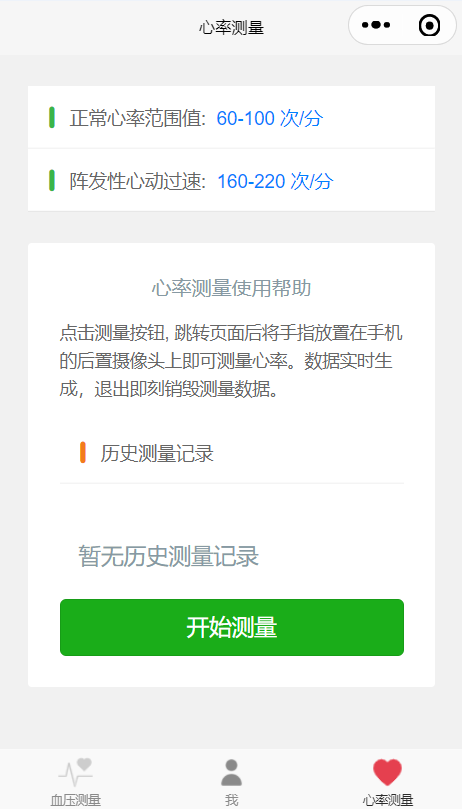 心率测量
正常心率范围值: 60-100 次/分
阵发性心动过速: 160-220 次/分
心率测量使用帮助
点击测量按钮, 跳转页面后将手指放置在手机
的后置摄像头上即可测量心率。数据实时生
成，退出即刻销毁测量数据。
历史测量记录
暂无历史测量记录
开始测量
血压测量
我
心率测量